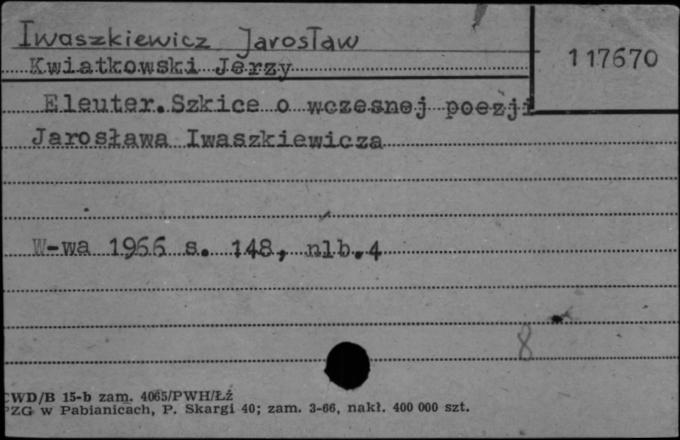 Iwaszkiewicz Jarosław
117670
Kwiatkowski Jerzy
Eleuter. Szkice o wczesnej poezji
Jarosława Iwaszkiewicza
W-wa 1966 s. 148, nlb. 4
8
CWD/B 15-b zam. 4065/PWH/Łź
PZG w Pabianicach, P. Skargi 40; zam. 3-66, nakł. 400 000 szt.